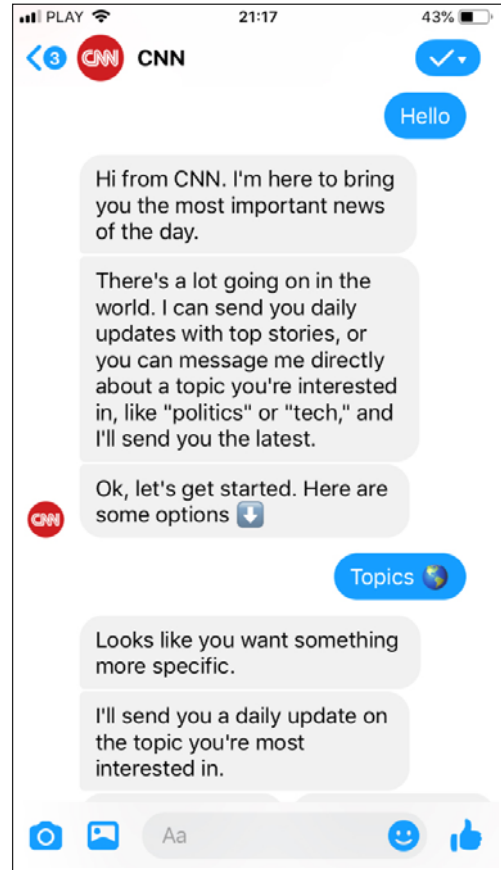 PLAY 21:17 43%
3 CNN CNN
Hello
Hi from CNN. I'm here to bring
you the most important news
of the day.
There's a lot going on in the
world. I can send you daily
updates with top stories, or
you can message me directly
about a topic you're interested
in, like "politics" or "tech," and
I'll send you the latest.
Ok, let's get started. Here are
some options ⬇️
CNN
Topics 🌎
Looks like you want something
more specific.
I'll send you a daily update on
the topic you're most
interested in.
Aa